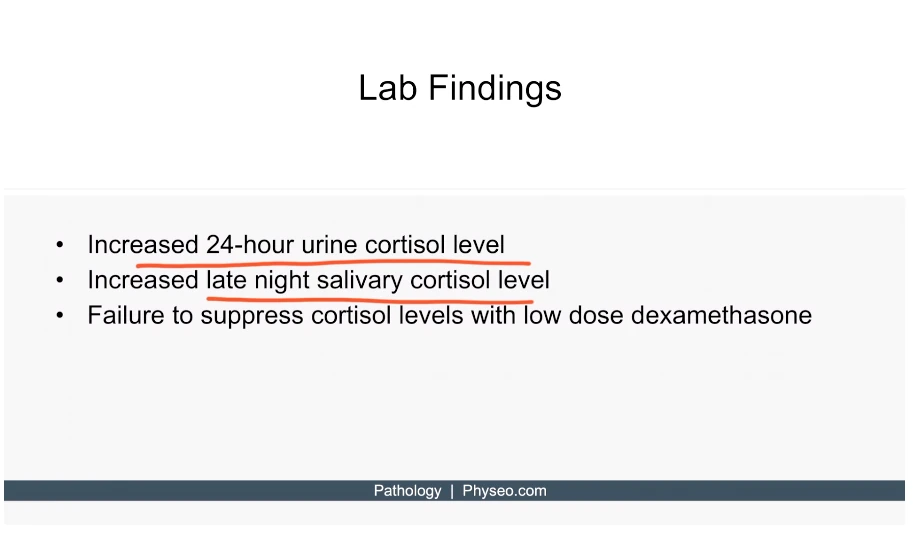 Lab Findings
• Increased 24-hour urine cortisol level
• Increased late night salivary cortisol level
• Failure to suppress cortisol levels with low dose dexamethasone
Pathology | Physeo.com